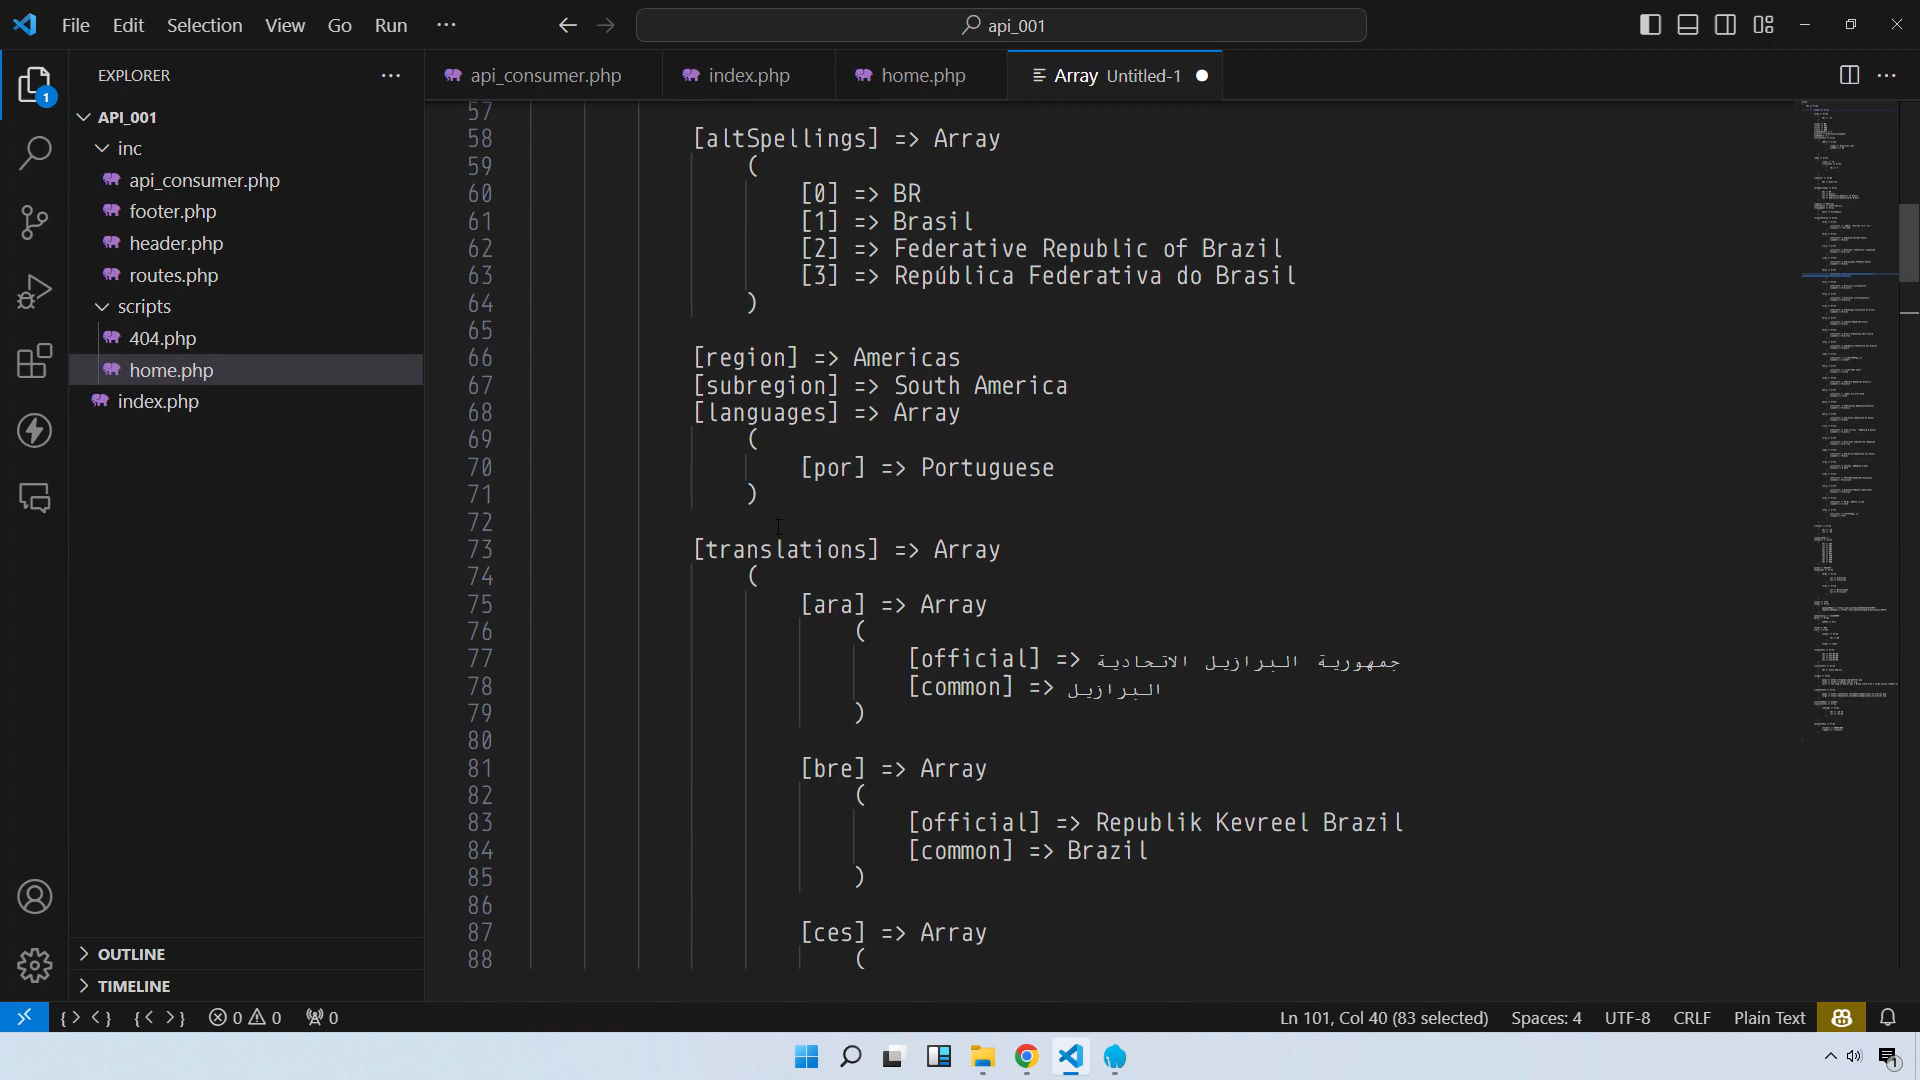 File Edit Selection View Go Run ··· api_001
EXPLORER ···
API_001
inc
api_consumer.php
footer.php
header.php
routes.php
scripts
404.php
home.php
index.php
OUTLINE
TIMELINE
1
api_consumer.php index.php home.php Array Untitled-1
57
58 [altSpellings] => Array
59 (
60 [0] => BR
61 [1] => Brasil
62 [2] => Federative Republic of Brazil
63 [3] => República Federativa do Brasil
64 )
65
66 [region] => Americas
67 [subregion] => South America
68 [languages] => Array
69 (
70 [por] => Portuguese
71 )
72
73 [translations] => Array
74 (
75 [ara] => Array
76 (
77 [official] => جمهورية البرازيل الاتحادية
78 [common] => البرازيل
79 )
80
81 [bre] => Array
82 (
83 [official] => Republik Kevreel Brazil
84 [common] => Brazil
85 )
86
87 [ces] => Array
88 (
0 0 0 Ln 101, Col 40 (83 selected) Spaces: 4 UTF-8 CRLF Plain Text
1